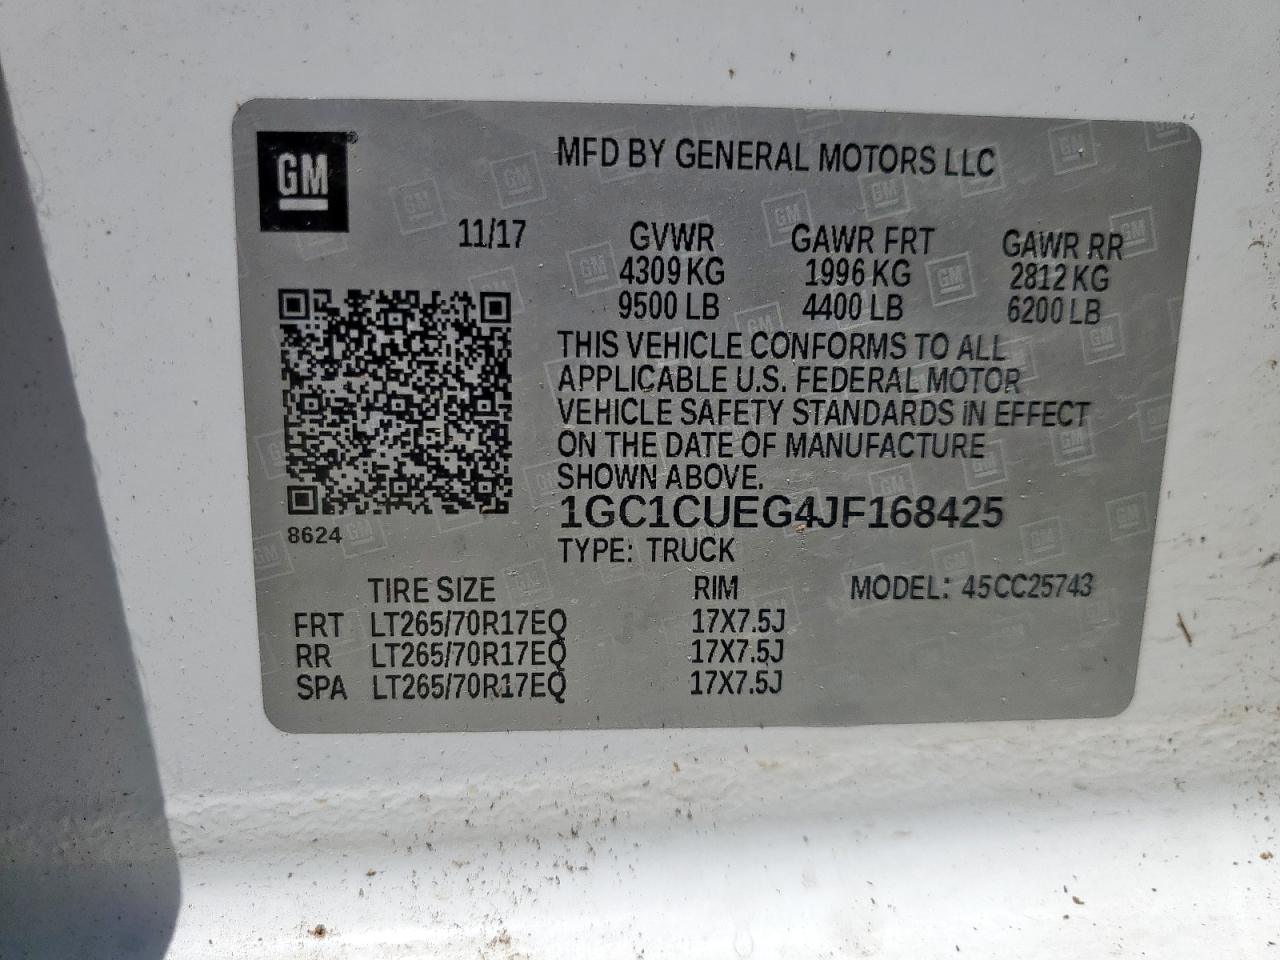 GM
MFD BY GENERAL MOTORS LLC
11/17 GVWR GAWR FRT GAWR RR
4309 KG 1996 KG 2812 KG
9500 LB 4400 LB 6200 LB
THIS VEHICLE CONFORMS TO ALL
APPLICABLE U.S. FEDERAL MOTOR
VEHICLE SAFETY STANDARDS IN EFFECT
ON THE DATE OF MANUFACTURE
SHOWN ABOVE.
1GC1CUEG4JF168425
8624
TYPE: TRUCK
TIRE SIZE RIM MODEL: 45CC25743
FRT LT265/70R17EQ 17X7.5J
RR LT265/70R17EQ 17X7.5J
SPA LT265/70R17EQ 17X7.5J